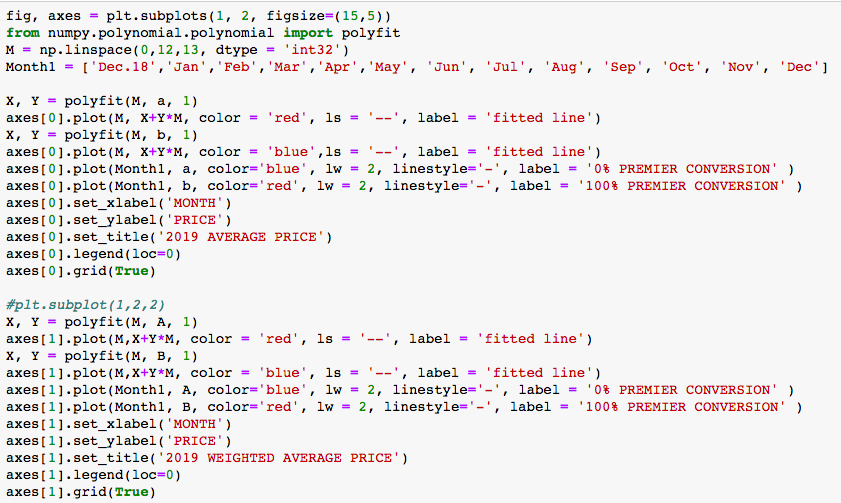 fig, axes = plt.subplots(1, 2, figsize=(15,5))
from numpy.polynomial.polynomial import polyfit
M = np.linspace(0,12,13, dtype = 'int32')
Month1 = ['Dec.18','Jan','Feb','Mar','Apr','May', 'Jun', 'Jul', 'Aug', 'Sep', 'Oct', 'Nov', 'Dec']
X, Y = polyfit(M, a, 1)
axes[0].plot(M, X+Y*M, color = 'red', ls = '--', label = 'fitted line')
X, Y = polyfit(M, b, 1)
axes[0].plot(M, X+Y*M, color = 'blue',ls = '--', label = 'fitted line')
axes[0].plot(Month1, a, color='blue', lw = 2, linestyle='-', label = '0% PREMIER CONVERSION' )
axes[0].plot(Month1, b, color='red', lw = 2, linestyle='-', label = '100% PREMIER CONVERSION' )
axes[0].set_xlabel('MONTH')
axes[0].set_ylabel('PRICE')
axes[0].set_title('2019 AVERAGE PRICE')
axes[0].legend(loc=0)
axes[0].grid(True)
#plt.subplot(1,2,2)
X, Y = polyfit(M, A, 1)
axes[1].plot(M,X+Y*M, color = 'red', ls = '--', label = 'fitted line')
X, Y = polyfit(M, B, 1)
axes[1].plot(M,X+Y*M, color = 'blue', ls = '--', label = 'fitted line')
axes[1].plot(Month1, A, color='blue', lw = 2, linestyle='-', label = '0% PREMIER CONVERSION' )
axes[1].plot(Month1, B, color='red', lw = 2, linestyle='-', label = '100% PREMIER CONVERSION' )
axes[1].set_xlabel('MONTH')
axes[1].set_ylabel('PRICE')
axes[1].set_title('2019 WEIGHTED AVERAGE PRICE')
axes[1].legend(loc=0)
axes[1].grid(True)